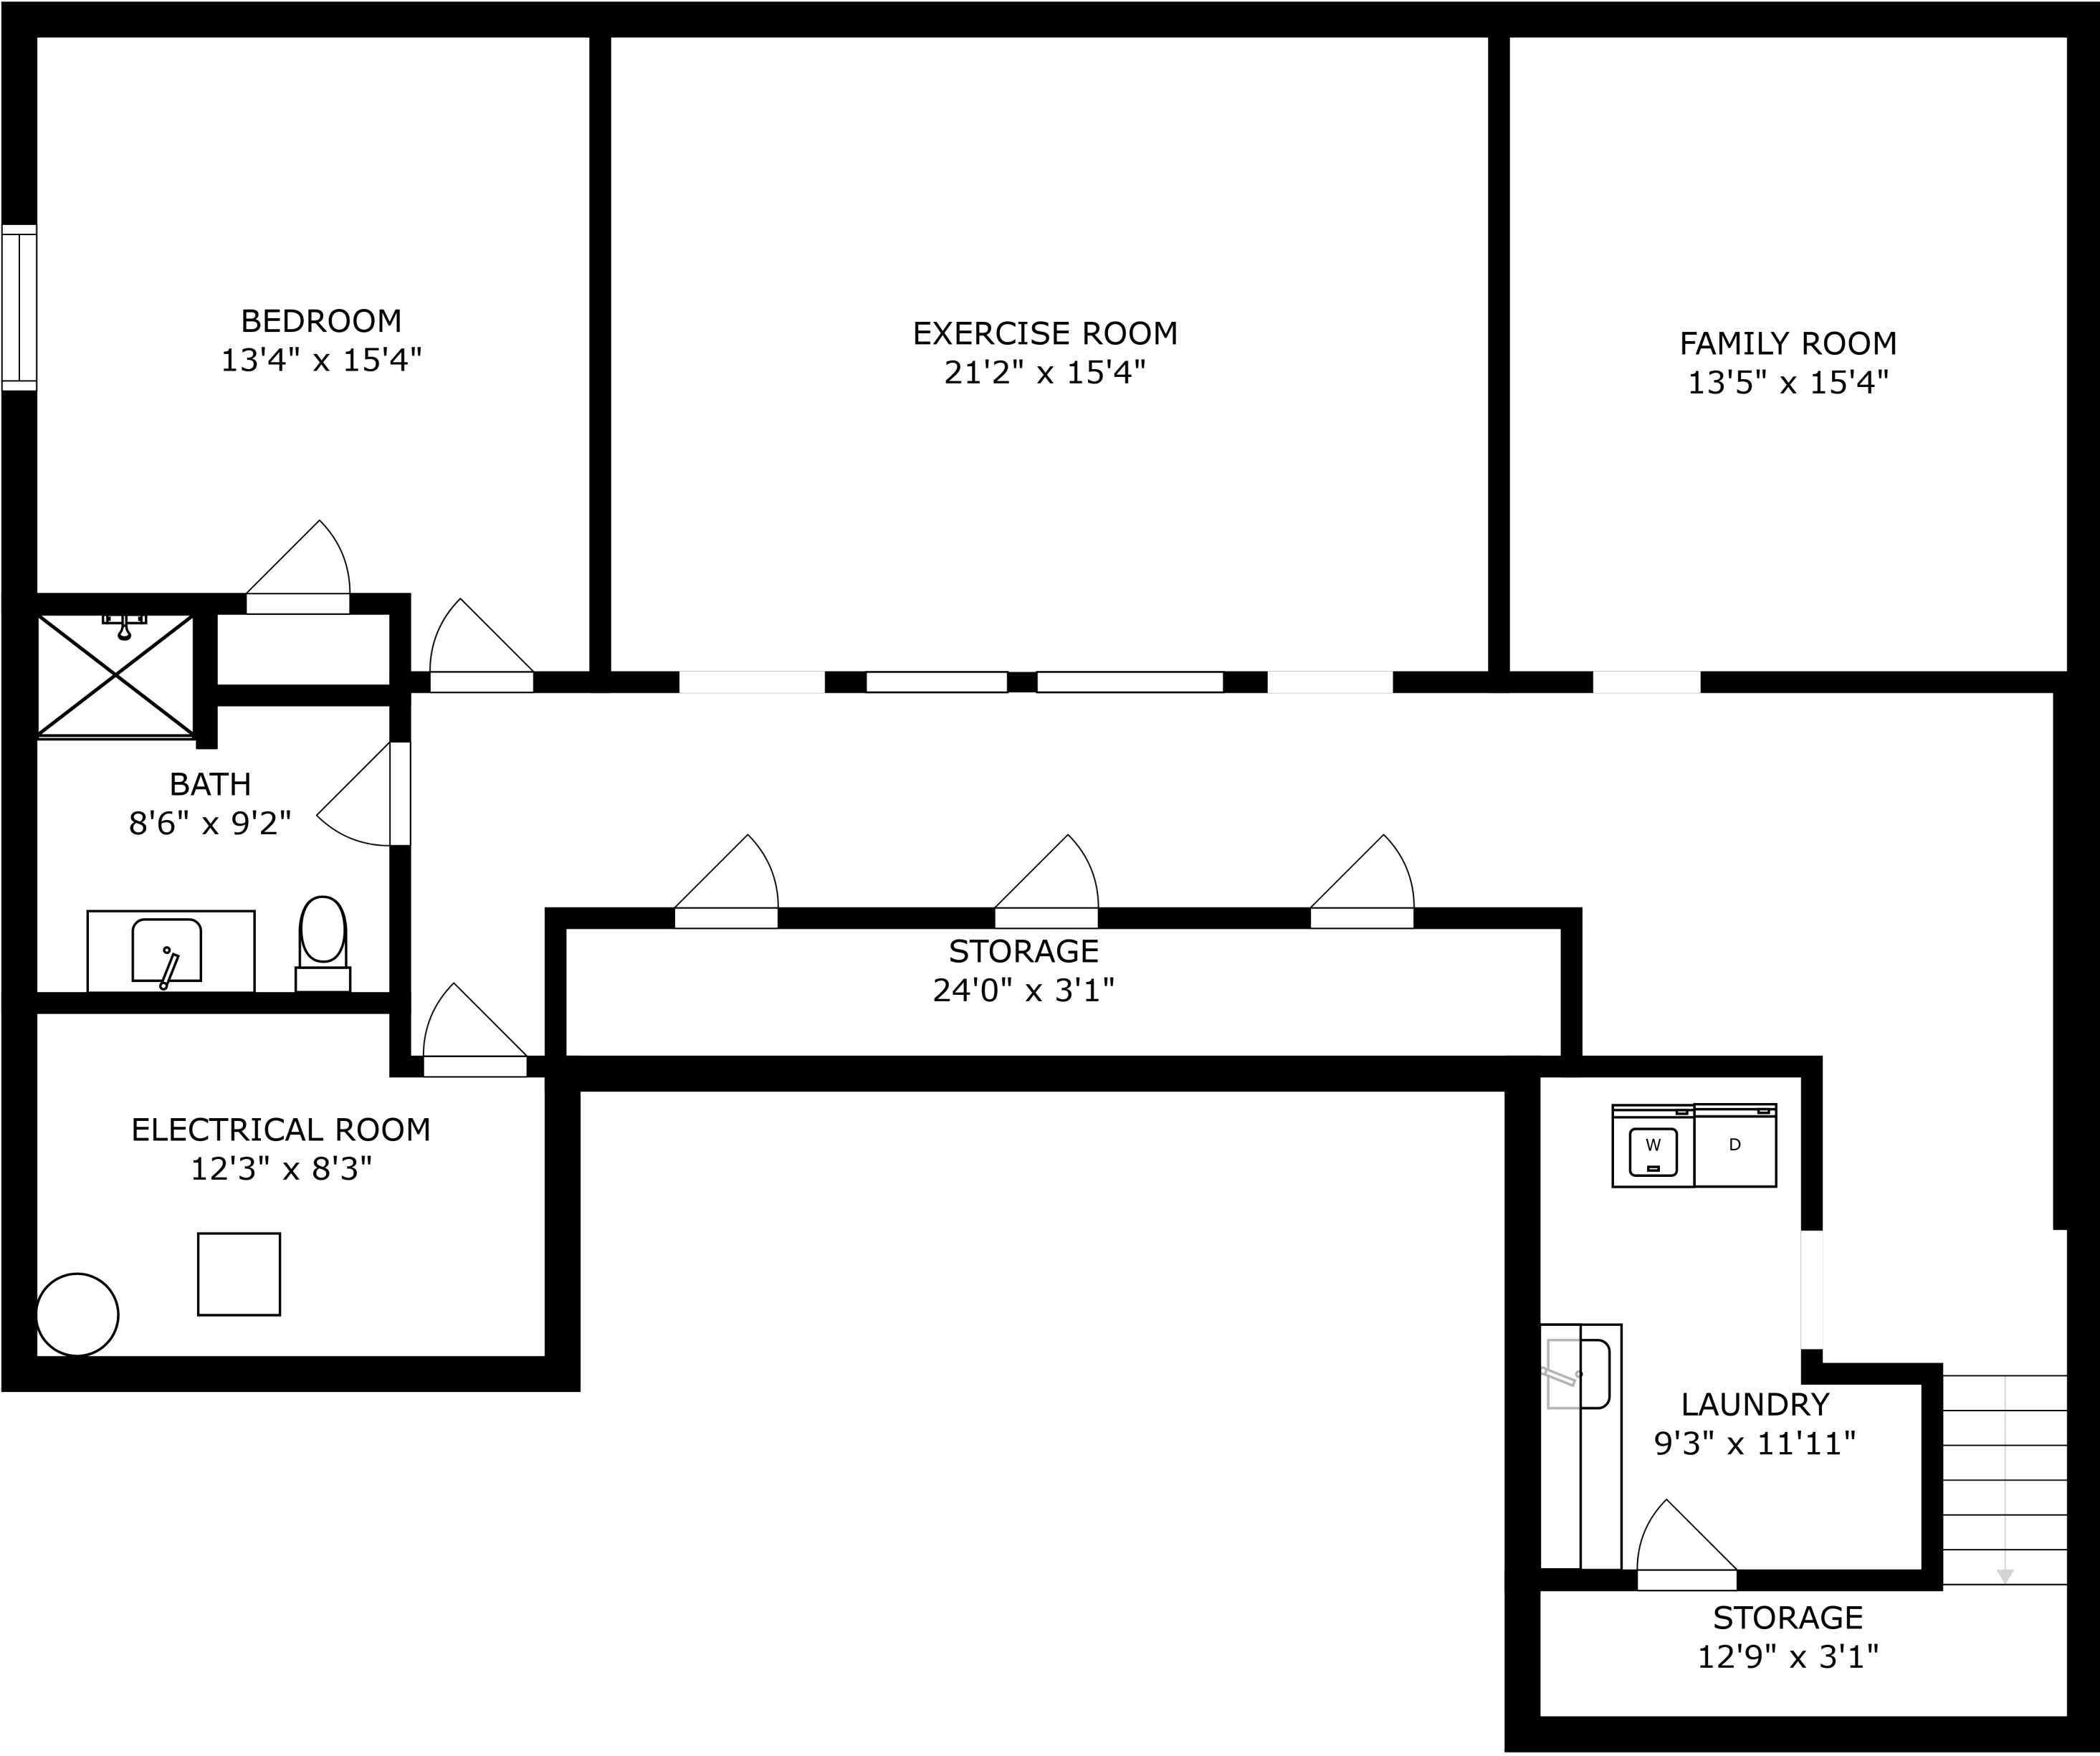 BEDROOM
13'4" x 15'4"
EXERCISE ROOM
21'2" x 15'4"
FAMILY ROOM
13'5" x 15'4"
BATH
8'6" x 9'2"
STORAGE
24'0" x 3'1"
ELECTRICAL ROOM
12'3" x 8'3"
W
D
LAUNDRY
9'3" x 11'11"
STORAGE
12'9" x 3'1"